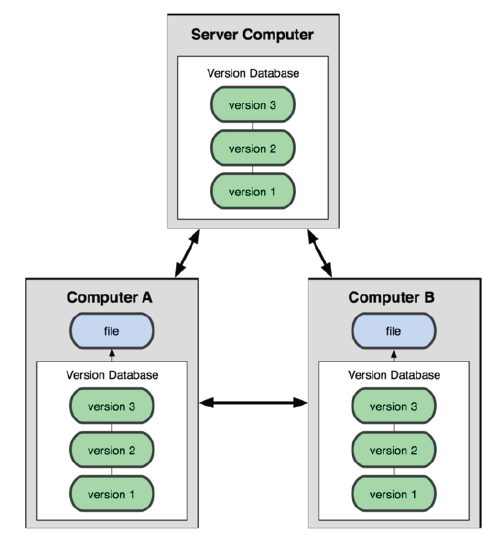 Server Computer
Version Database
version 3
version 2
version 1
Computer A
file
Version Database
version 3
version 2
version 1
Computer B
file
Version Database
version 3
version 2
version 1